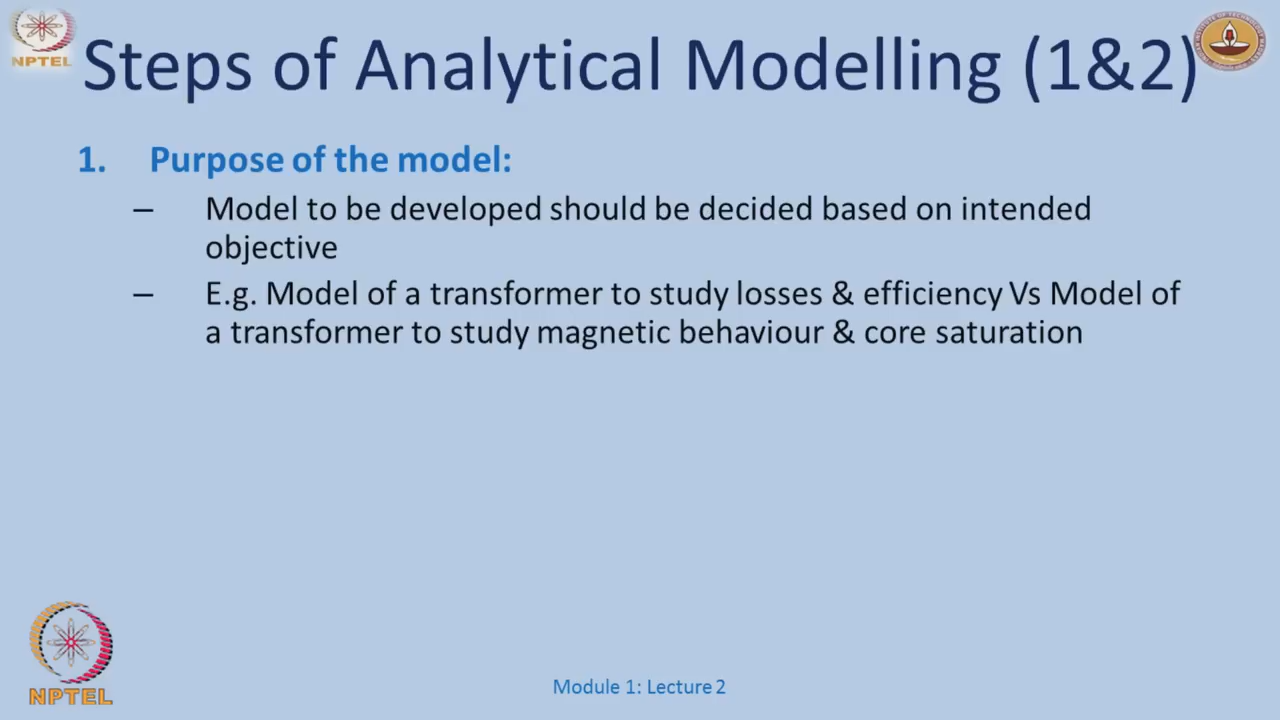 NPTEL
Steps of Analytical Modelling (1&2)
1. Purpose of the model:
– Model to be developed should be decided based on intended
objective
– E.g. Model of a transformer to study losses & efficiency Vs Model of
a transformer to study magnetic behaviour & core saturation
NPTEL
Module 1: Lecture 2